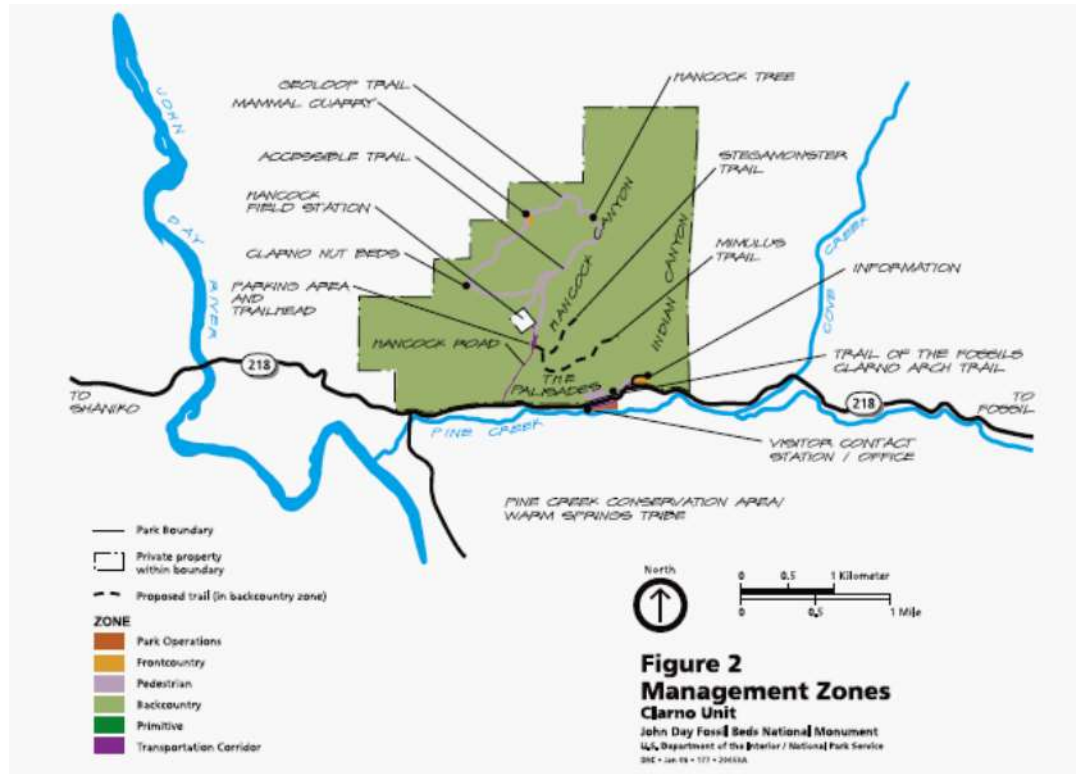 GEOLOOP TRAIL
MAMMAL QUARRY
ACCESSIBLE TRAIL
HANCOCK
FIELD STATION
CLARNO NUT BEDS
PARKING AREA
AND
TRAILHEAD
HANCOCK ROAD
HANCOCK TREE
STEGAMONSTER
TRAIL
MIMULUS
TRAIL
INFORMATION
TRAIL OF THE FOSSILS
CLARNO ARCH TRAIL
VISITOR CONTACT
STATION / OFFICE
JOHN DAY RIVER
HANCOCK CANYON
INDIAN CANYON
COVE CREEK
THE
PALISADES
218
TO
SHANIKO
218
TO
FOSSIL
PINE CREEK
PINE CREEK CONSERVATION AREA/
WARM SPRINGS TRIBE
Park Boundary
Private property
within boundary
Proposed trail (in backcountry zone)
ZONE
Park Operations
Frontcountry
Pedestrian
Backcountry
Primitive
Transportation Corridor
North
0 0.5 1 Kilometer
0 0.5 1 Mile
Figure 2
Management Zones
Clarno Unit
John Day Fossil Beds National Monument
U.S. Department of the Interior / National Park Service